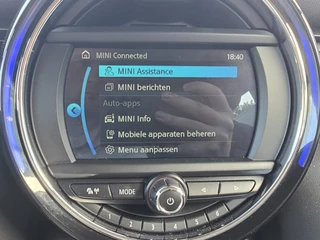 MINI Connected 18:40
MINI Assistance
MINI berichten
Auto-apps
MINI Info
Mobiele apparaten beheren
Menu aanpassen
MODE
1 2 3 4 5 6